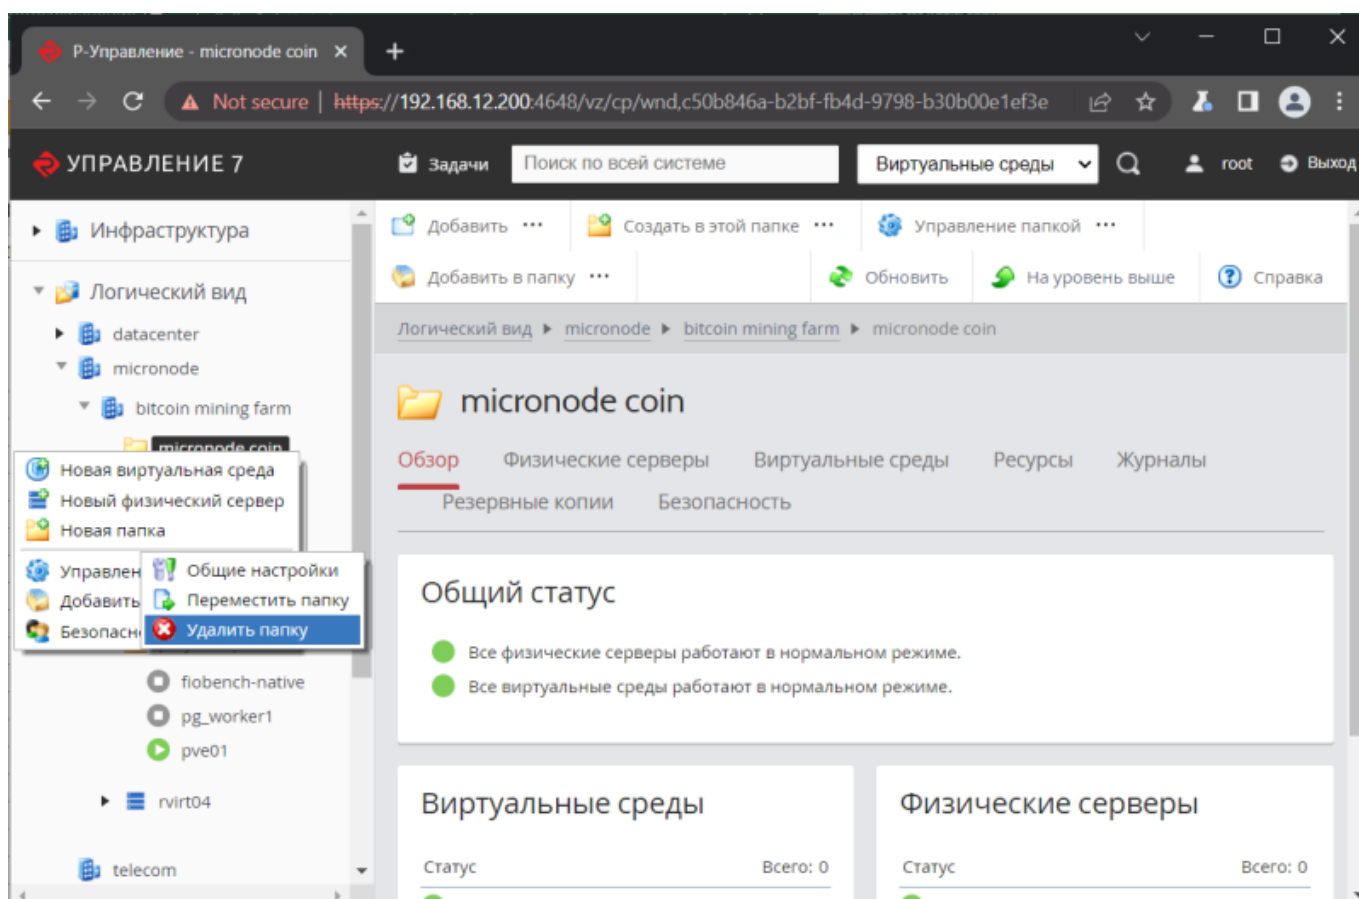 Р-Управление - micronode coin
Not secure | https://192.168.12.200:4648/vz/cp/wnd,c50b846a-b2bf-fb4d-9798-b30b00e1ef3e
УПРАВЛЕНИЕ 7
Задачи
Поиск по всей системе
Виртуальные среды
root
Выход
Инфраструктура
Логический вид
datacenter
micronode
bitcoin mining farm
micronode coin
Новая виртуальная среда
Новый физический сервер
Новая папка
Управлен
Добавить
Безопасн
Общие настройки
Переместить папку
Удалить папку
fiobench-native
pg_worker1
pve01
rvirt04
telecom
Добавить ...
Создать в этой папке ...
Управление папкой ...
Добавить в папку ...
Обновить
На уровень выше
Справка
Логический вид ▶ micronode ▶ bitcoin mining farm ▶ micronode coin
micronode coin
Обзор Физические серверы Виртуальные среды Ресурсы Журналы
Резервные копии Безопасность
Общий статус
Все физические серверы работают в нормальном режиме.
Все виртуальные среды работают в нормальном режиме.
Виртуальные среды
Статус Всего: 0
Физические серверы
Статус Всего: 0